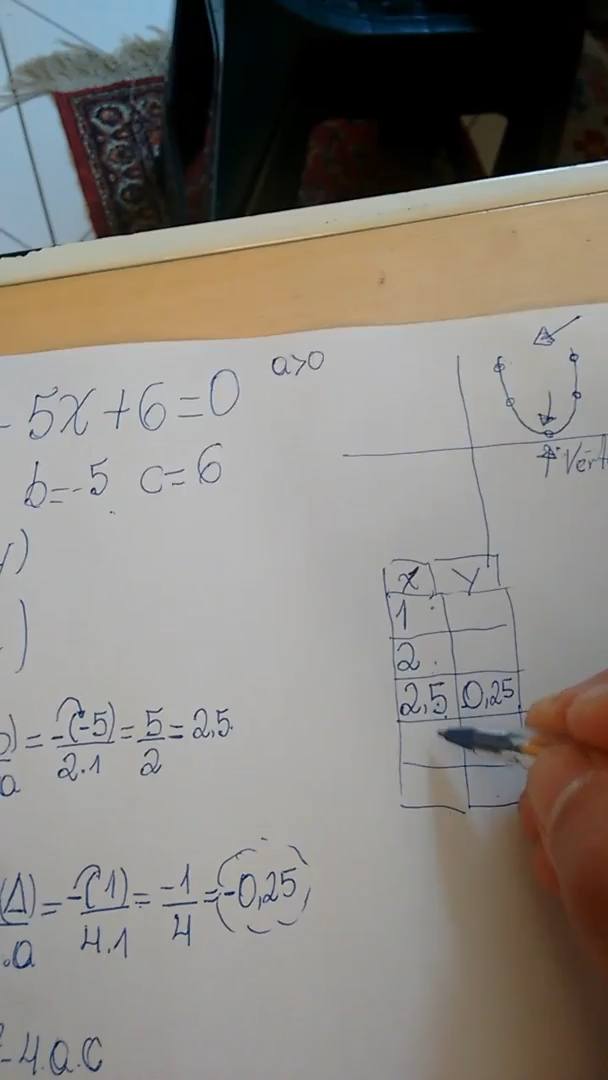 - 5x + 6 = 0
a>0
b=-5 c=6
)
)
) = -(-5) / 2.1 = 5/2 = 2,5
a
(Δ) = -(1) / 4.1 = -1/4 = -0,25
.a
- 4.a.c
Vért
x y
1
2
2,5 0,25